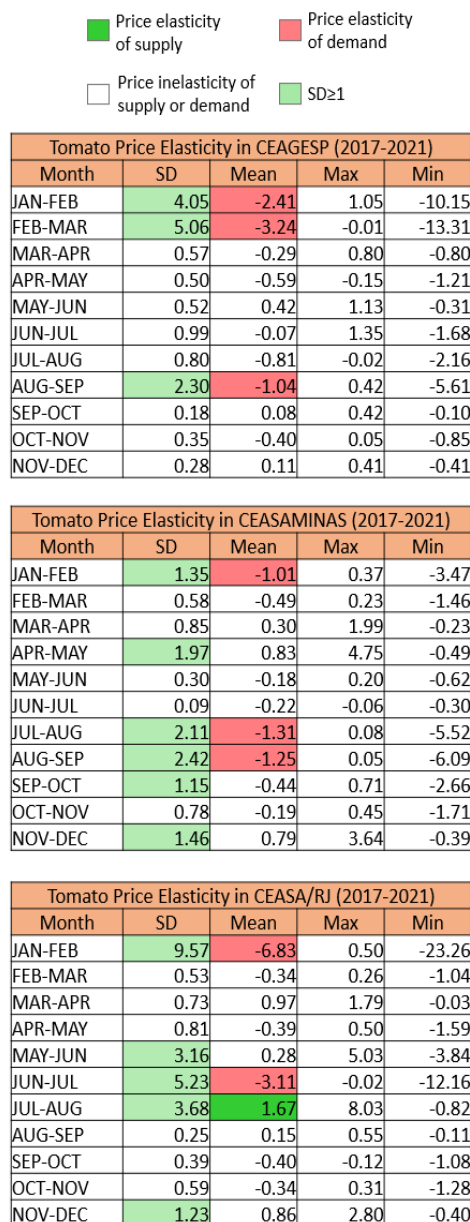 Price elasticity of supply
Price elasticity of demand
Price inelasticity of supply or demand
SD≥1
Tomato Price Elasticity in CEAGESP (2017-2021)
Month SD Mean Max Min
JAN-FEB 4.05 -2.41 1.05 -10.15
FEB-MAR 5.06 -3.24 -0.01 -13.31
MAR-APR 0.57 -0.29 0.80 -0.80
APR-MAY 0.50 -0.59 -0.15 -1.21
MAY-JUN 0.52 0.42 1.13 -0.31
JUN-JUL 0.99 -0.07 1.35 -1.68
JUL-AUG 0.80 -0.81 -0.02 -2.16
AUG-SEP 2.30 -1.04 0.42 -5.61
SEP-OCT 0.18 0.08 0.42 -0.10
OCT-NOV 0.35 -0.40 0.05 -0.85
NOV-DEC 0.28 0.11 0.41 -0.41
Tomato Price Elasticity in CEASAMINAS (2017-2021)
Month SD Mean Max Min
JAN-FEB 1.35 -1.01 0.37 -3.47
FEB-MAR 0.58 -0.49 0.23 -1.46
MAR-APR 0.85 0.30 1.99 -0.23
APR-MAY 1.97 0.83 4.75 -0.49
MAY-JUN 0.30 -0.18 0.20 -0.62
JUN-JUL 0.09 -0.22 -0.06 -0.30
JUL-AUG 2.11 -1.31 0.08 -5.52
AUG-SEP 2.42 -1.25 0.05 -6.09
SEP-OCT 1.15 -0.44 0.71 -2.66
OCT-NOV 0.78 -0.19 0.45 -1.71
NOV-DEC 1.46 0.79 3.64 -0.39
Tomato Price Elasticity in CEASA/RJ (2017-2021)
Month SD Mean Max Min
JAN-FEB 9.57 -6.83 0.50 -23.26
FEB-MAR 0.53 -0.34 0.26 -1.04
MAR-APR 0.73 0.97 1.79 -0.03
APR-MAY 0.81 -0.39 0.50 -1.59
MAY-JUN 3.16 0.28 5.03 -3.84
JUN-JUL 5.23 -3.11 -0.02 -12.16
JUL-AUG 3.68 1.67 8.03 -0.82
AUG-SEP 0.25 0.15 0.55 -0.11
SEP-OCT 0.39 -0.40 -0.12 -1.08
OCT-NOV 0.59 -0.34 0.31 -1.28
NOV-DEC 1.23 0.86 2.80 -0.40